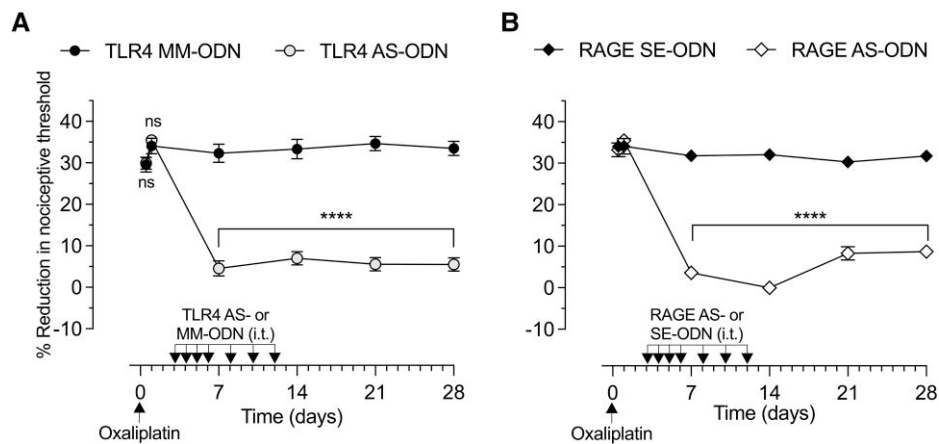 A
TLR4 MM-ODN
TLR4 AS-ODN
% Reduction in nociceptive threshold
40
30
20
10
0
-10
ns
ns
****
TLR4 AS- or
MM-ODN (i.t.)
0 7 14 21 28
Time (days)
Oxaliplatin
B
RAGE SE-ODN
RAGE AS-ODN
40
30
20
10
0
-10
****
RAGE AS- or
SE-ODN (i.t.)
0 7 14 21 28
Time (days)
Oxaliplatin